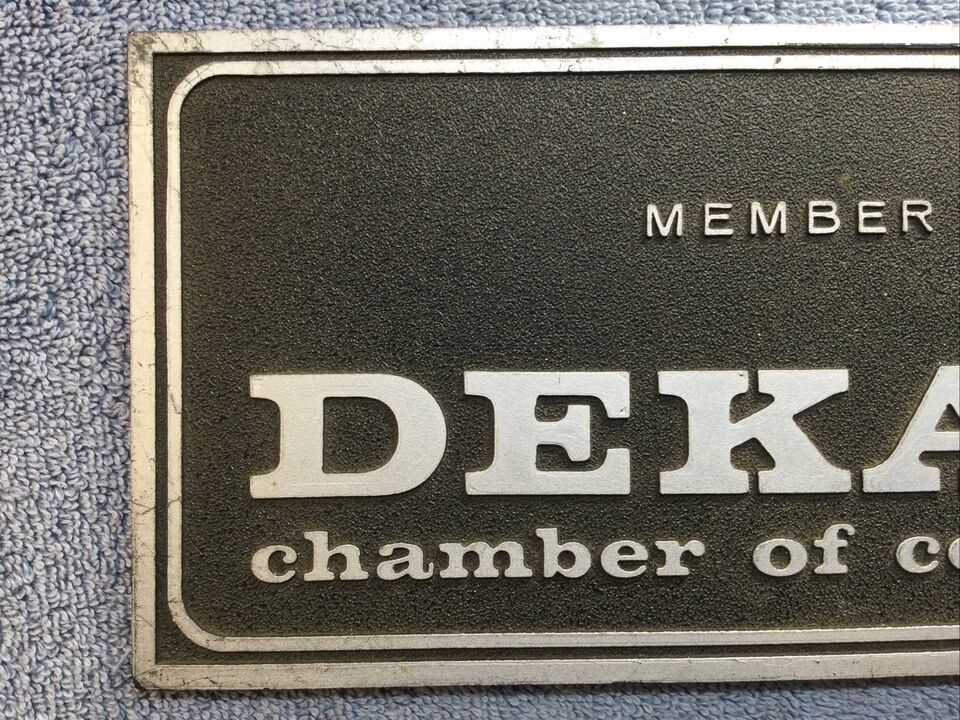 MEMBER
DEKA
chamber of co